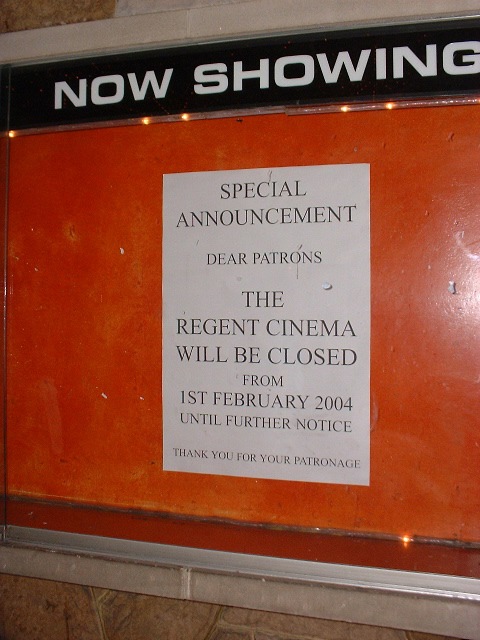 NOW SHOWING
SPECIAL
ANNOUNCEMENT
DEAR PATRONS
THE
REGENT CINEMA
WILL BE CLOSED
FROM
1ST FEBRUARY 2004
UNTIL FURTHER NOTICE
THANK YOU FOR YOUR PATRONAGE